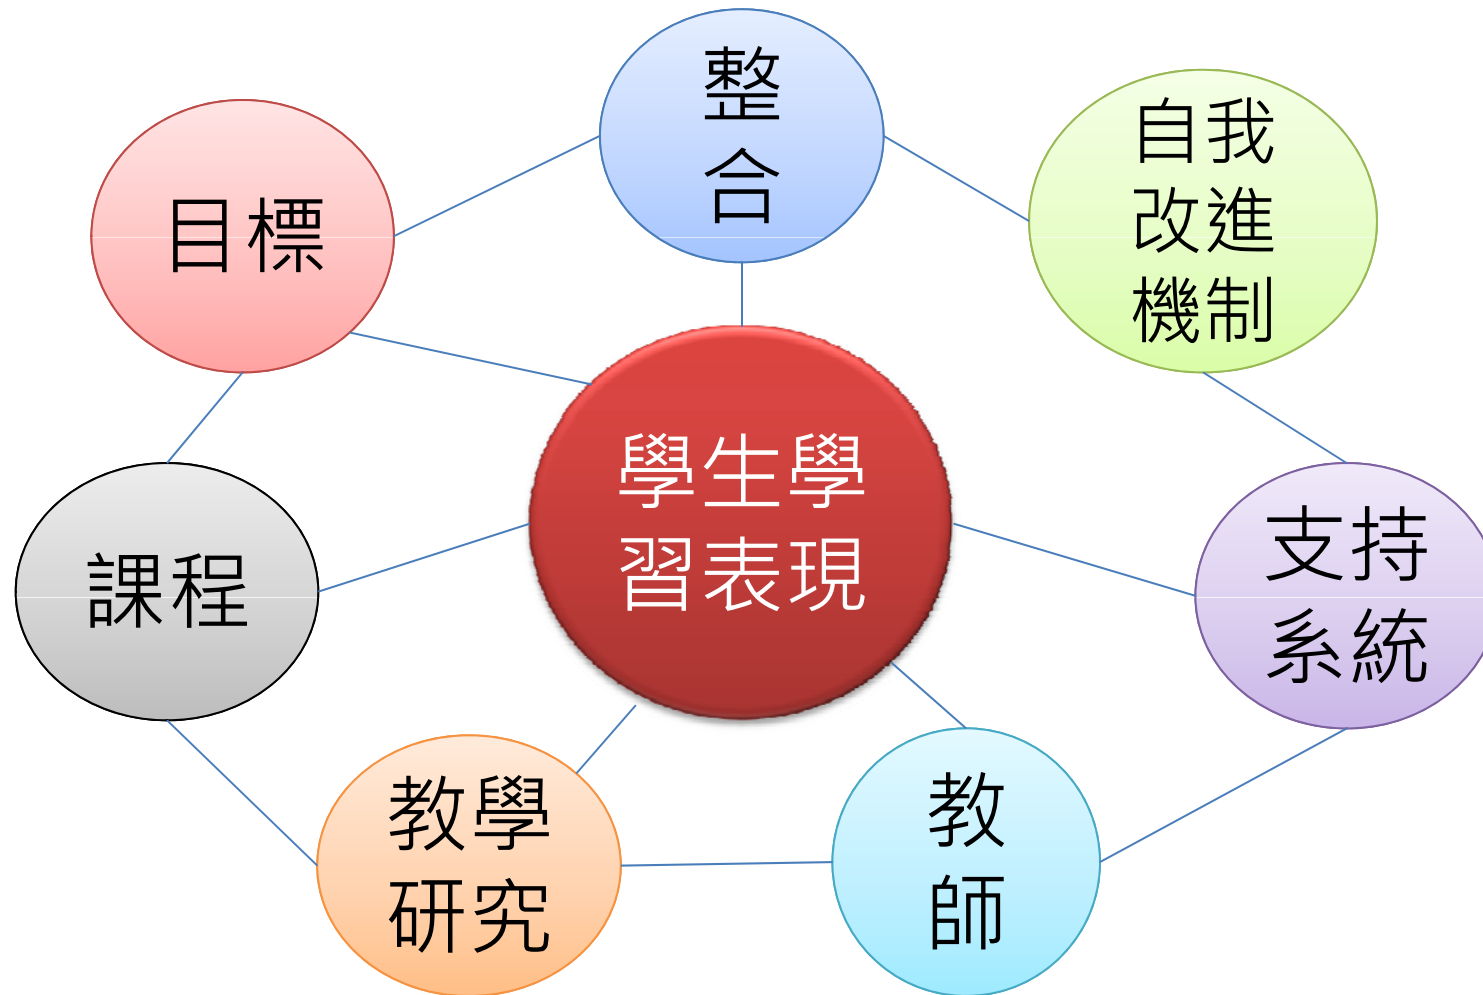 整
合
自我
改進
機制
目標
學生學
習表現
支持
系統
課程
教學
研究
教
師